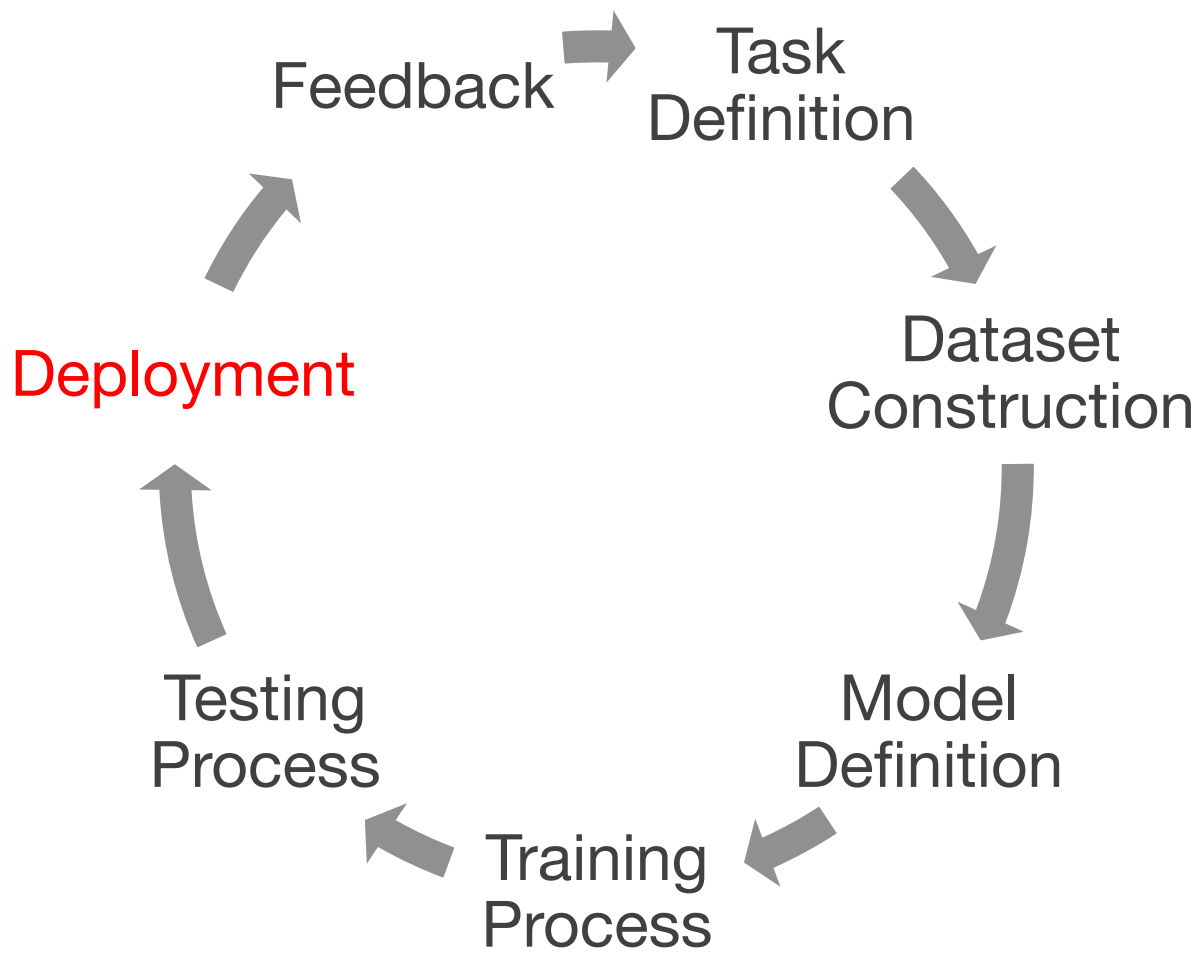 Feedback
Task
Definition
Dataset
Construction
Model
Definition
Training
Process
Testing
Process
Deployment